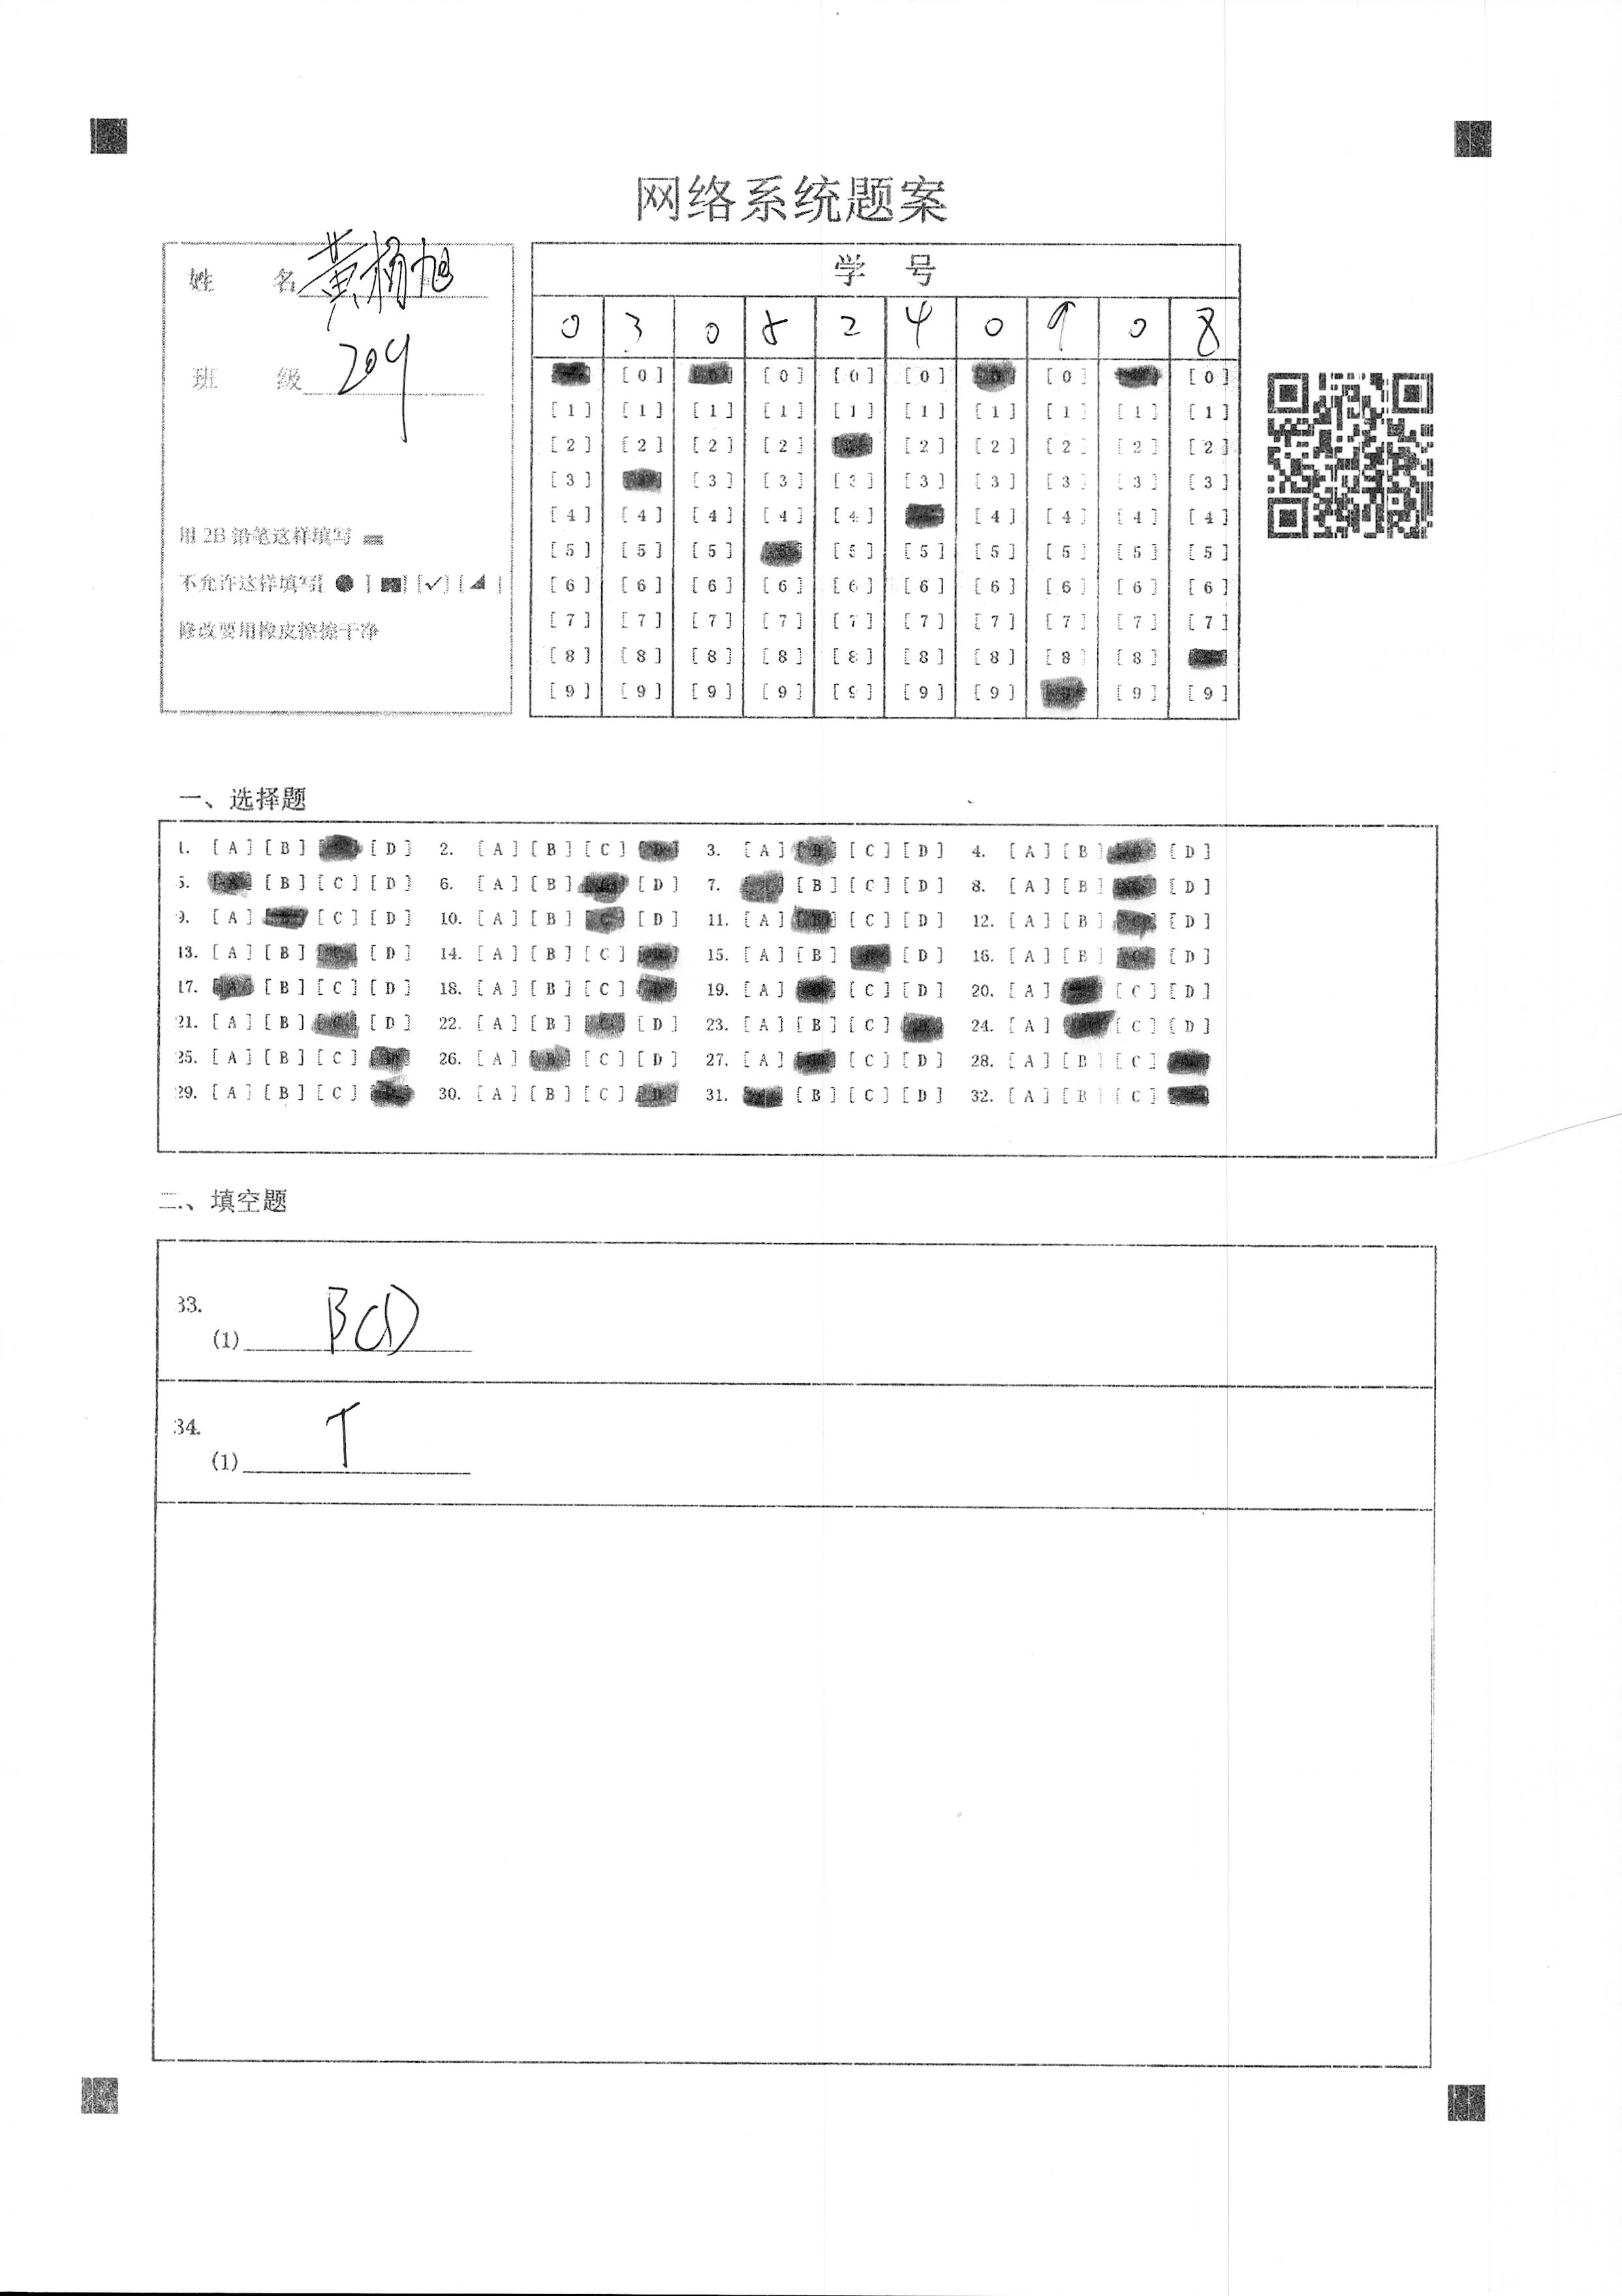 网络系统题案
姓 名 黄杨旭
班 级 204
用 2B 铅笔这样填写
不允许这样填写[ ● ] [■] [✓] [◢ ]
修改要用橡皮擦擦干净
学 号
0 3 0 5 2 4 0 9 0 8
[0] [0] [0] [0] [0] [0]
[1] [1] [1] [1] [1] [1] [1] [1] [1] [1]
[2] [2] [2] [2] [2] [2] [2] [2] [2]
[3] [3] [3] [3] [3] [3] [3] [3] [3]
[4] [4] [4] [4] [4] [4] [4] [4] [4]
[5] [5] [5] [5] [5] [5] [5] [5] [5]
[6] [6] [6] [6] [6] [6] [6] [6] [6] [6]
[7] [7] [7] [7] [7] [7] [7] [7] [7] [7]
[8] [8] [8] [8] [8] [8] [8] [8] [8]
[9] [9] [9] [9] [9] [9] [9] [9] [9]
一、选择题
1. [A] [B] [D] 2. [A] [B] [C] 3. [A] [C] [D] 4. [A] [B] [D]
5. [B] [C] [D] 6. [A] [B] [D] 7. [B] [C] [D] 8. [A] [B] [D]
9. [A] [C] [D] 10. [A] [B] [C] [D] 11. [A] [C] [D] 12. [A] [B] [D]
13. [A] [B] [D] 14. [A] [B] [C] 15. [A] [B] [D] 16. [A] [B] [C] [D]
17. [A] [B] [C] [D] 18. [A] [B] [C] 19. [A] [C] [D] 20. [A] [C] [D]
21. [A] [B] [C] [D] 22. [A] [B] [C] [D] 23. [A] [B] [C] 24. [A] [C] [D]
25. [A] [B] [C] 26. [A] [B] [C] [D] 27. [A] [C] [D] 28. [A] [B] [C]
29. [A] [B] [C] 30. [A] [B] [C] [D] 31. [B] [C] [D] 32. [A] [B] [C]
二、填空题
33.
(1) BCD
34.
(1) T